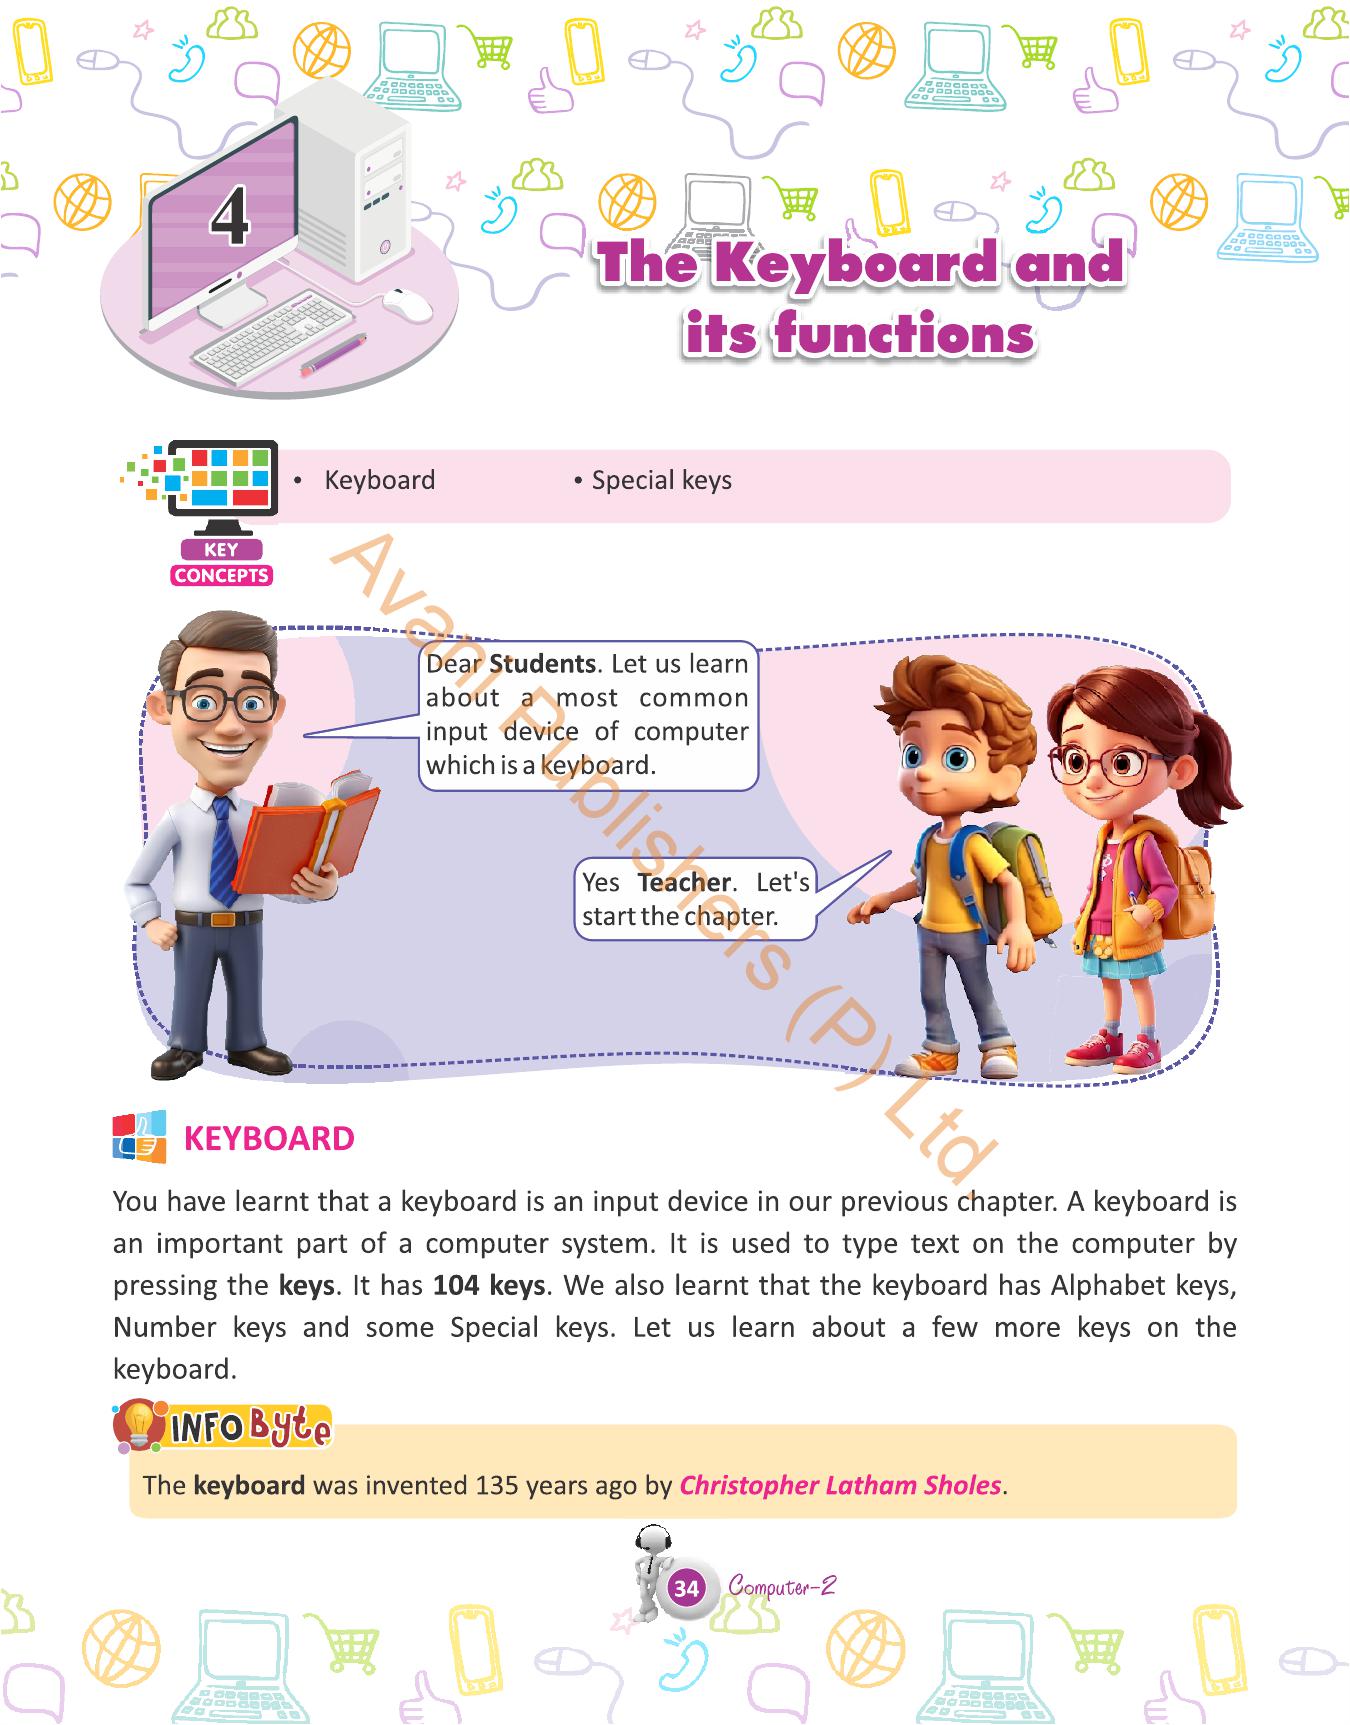 4
The Keyboard and
its functions
• Keyboard • Special keys
KEY
CONCEPTS
Dear Students. Let us learn
about a most common
input device of computer
which is a keyboard.
Yes Teacher. Let's
start the chapter.
Avani Publishers (P) Ltd.
KEYBOARD
You have learnt that a keyboard is an input device in our previous chapter. A keyboard is
an important part of a computer system. It is used to type text on the computer by
pressing the keys. It has 104 keys. We also learnt that the keyboard has Alphabet keys,
Number keys and some Special keys. Let us learn about a few more keys on the
keyboard.
INFO Byte
The keyboard was invented 135 years ago by Christopher Latham Sholes.
34 Computer-2